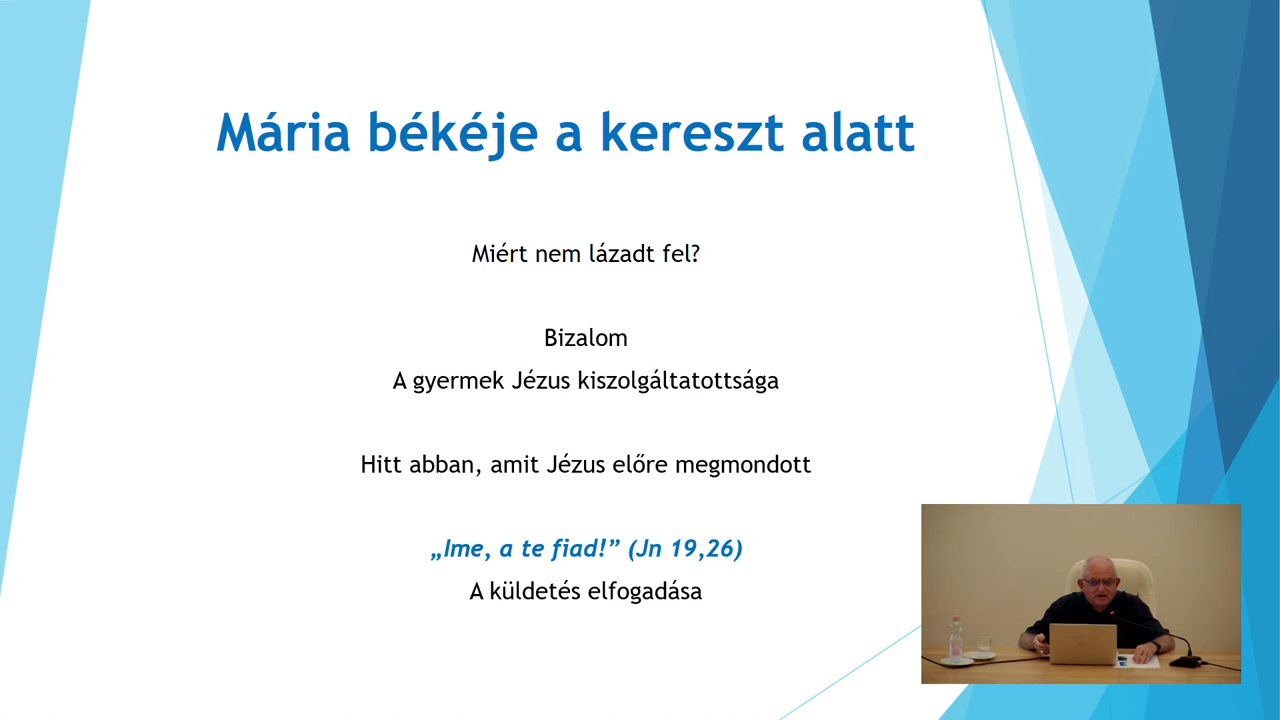 Mária békéje a kereszt alatt
Miért nem lázadt fel?
Bizalom
A gyermek Jézus kiszolgáltatottsága
Hitt abban, amit Jézus előre megmondott
„Ime, a te fiad!” (Jn 19,26)
A küldetés elfogadása